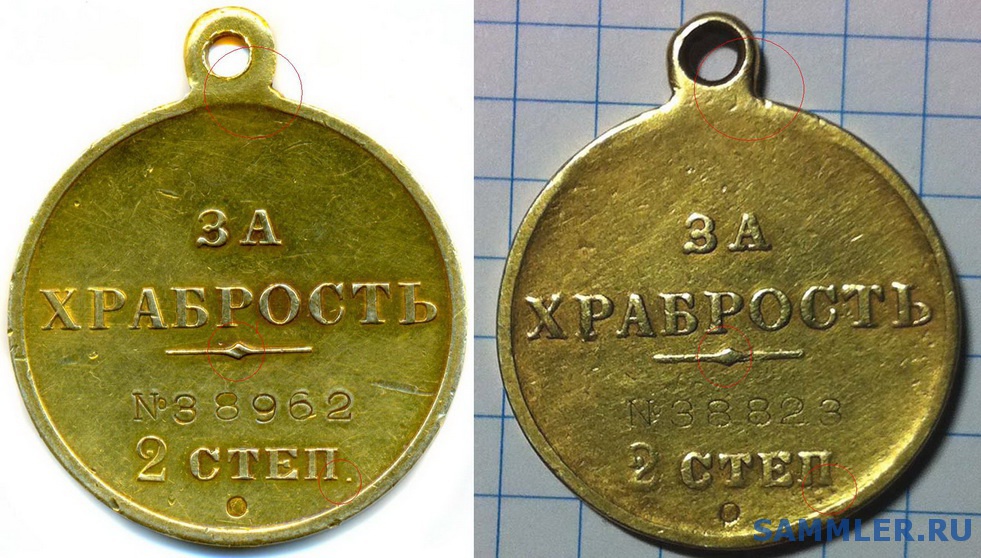 ЗА
ХРАБРОСТЬ
№38962
2 СТЕП.
ЗА
ХРАБРОСТЬ
№38823
2 СТЕП
SAMMLER.RU